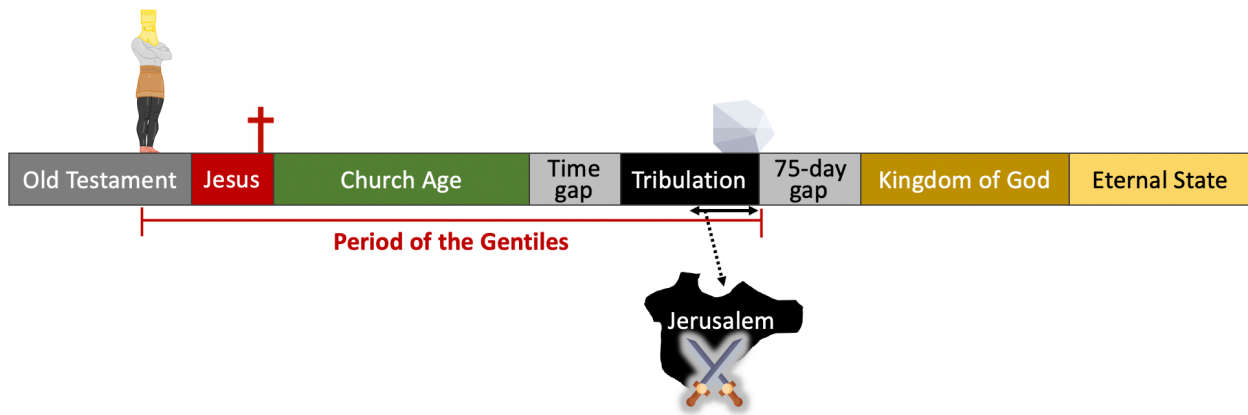 Old Testament
Jesus
Church Age
Time
gap
Tribulation
75-day
gap
Kingdom of God
Eternal State
Period of the Gentiles
Jerusalem